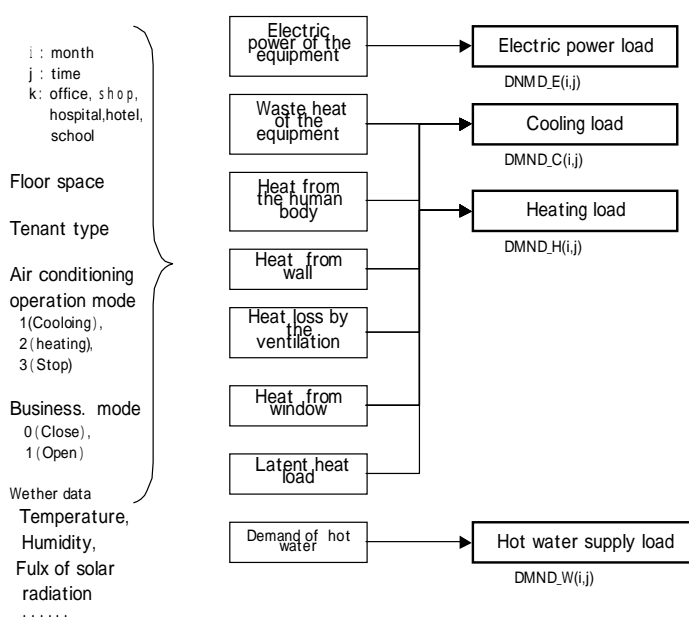 i : month
j : time
k: office, shop,
hospital,hotel,
school
Floor space
Tenant type
Air conditioning
operation mode
1(Cooloing),
2(heating),
3(Stop)
Business. mode
0(Close),
1(Open)
Wether data
Temperature,
Humidity,
Fulx of solar
radiation
......
Electric
power of the
equipment
Waste heat
of the
equipment
Heat from
the human
body
Heat from
wall
Heat loss by
the
ventilation
Heat from
window
Latent heat
load
Demand of hot
water
Electric power load
DNMD_E(i,j)
Cooling load
DMND_C(i,j)
Heating load
DMND_H(i,j)
Hot water supply load
DMND_W(i,j)